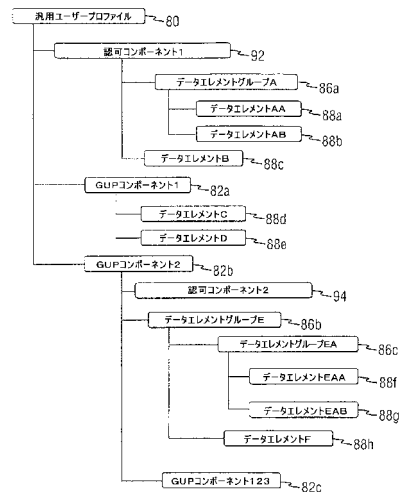 汎用ユーザープロファイル 80
認可コンポーネント1 92
データエレメントグループA 86a
データエレメントAA 88a
データエレメントAB 88b
データエレメントB 88c
GUPコンポーネント1 82a
データエレメントC 88d
データエレメントD 88e
GUPコンポーネント2 82b
認可コンポーネント2 94
データエレメントグループE 86b
データエレメントグループEA 86c
データエレメントEAA 88f
データエレメントEAB 88g
データエレメントF 88h
GUPコンポーネント123 82c